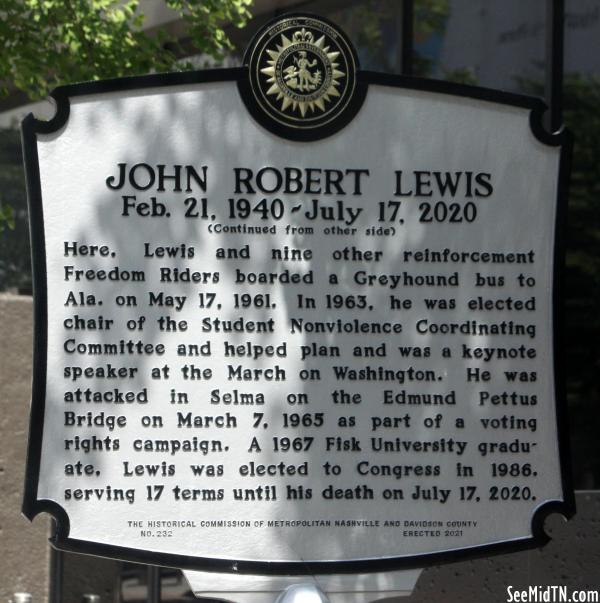 HISTORICAL COMMISSION
JOHN ROBERT LEWIS
Feb. 21, 1940 ~ July 17, 2020
(Continued from other side)
Here, Lewis and nine other reinforcement
Freedom Riders boarded a Greyhound bus to
Ala. on May 17, 1961. In 1963, he was elected
chair of the Student Nonviolence Coordinating
Committee and helped plan and was a keynote
speaker at the March on Washington. He was
attacked in Selma on the Edmund Pettus
Bridge on March 7, 1965 as part of a voting
rights campaign. A 1967 Fisk University gradu-
ate, Lewis was elected to Congress in 1986,
serving 17 terms until his death on July 17, 2020.
THE HISTORICAL COMMISSION OF METROPOLITAN NASHVILLE AND DAVIDSON COUNTY
NO. 232 ERECTED 2021
SeeMidTN.com